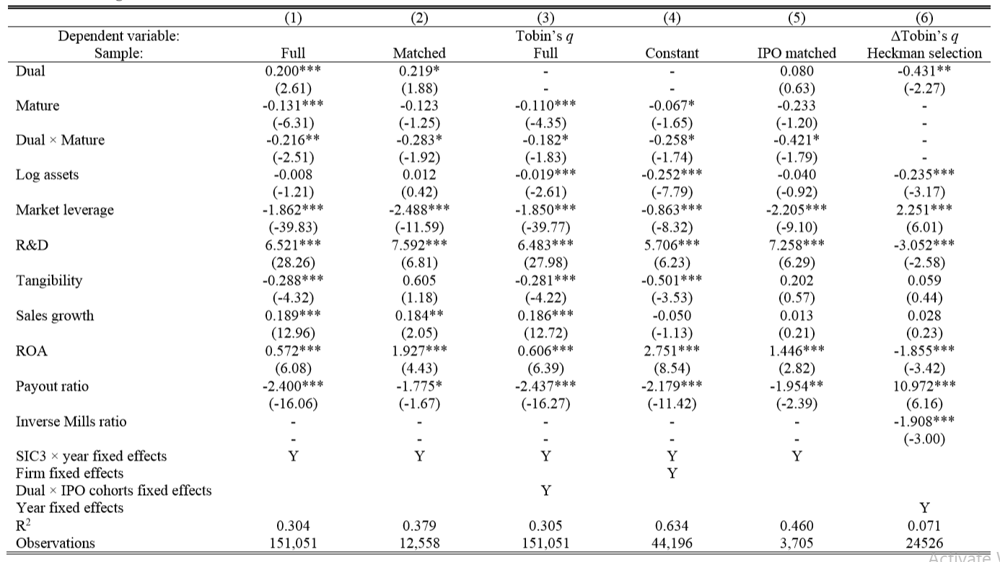 (1) (2) (3) (4) (5) (6)
Dependent variable: Tobin's q ΔTobin's q
Sample: Full Matched Full Constant IPO matched Heckman selection
Dual 0.200*** 0.219* - - 0.080 -0.431**
(2.61) (1.88) - - (0.63) (-2.27)
Mature -0.131*** -0.123 -0.110*** -0.067* -0.233 -
(-6.31) (-1.25) (-4.35) (-1.65) (-1.20) -
Dual × Mature -0.216** -0.283* -0.182* -0.258* -0.421* -
(-2.51) (-1.92) (-1.83) (-1.74) (-1.79) -
Log assets -0.008 0.012 -0.019*** -0.252*** -0.040 -0.235***
(-1.21) (0.42) (-2.61) (-7.79) (-0.92) (-3.17)
Market leverage -1.862*** -2.488*** -1.850*** -0.863*** -2.205*** 2.251***
(-39.83) (-11.59) (-39.77) (-8.32) (-9.10) (6.01)
R&D 6.521*** 7.592*** 6.483*** 5.706*** 7.258*** -3.052***
(28.26) (6.81) (27.98) (6.23) (6.29) (-2.58)
Tangibility -0.288*** 0.605 -0.281*** -0.501*** 0.202 0.059
(-4.32) (1.18) (-4.22) (-3.53) (0.57) (0.44)
Sales growth 0.189*** 0.184** 0.186*** -0.050 0.013 0.028
(12.96) (2.05) (12.72) (-1.13) (0.21) (0.23)
ROA 0.572*** 1.927*** 0.606*** 2.751*** 1.446*** -1.855***
(6.08) (4.43) (6.39) (8.54) (2.82) (-3.42)
Payout ratio -2.400*** -1.775* -2.437*** -2.179*** -1.954** 10.972***
(-16.06) (-1.67) (-16.27) (-11.42) (-2.39) (6.16)
Inverse Mills ratio - - - - - -1.908***
- - - - - (-3.00)
SIC3 × year fixed effects Y Y Y Y Y
Firm fixed effects Y
Dual × IPO cohorts fixed effects Y
Year fixed effects Y
R² 0.304 0.379 0.305 0.634 0.460 0.071
Observations 151,051 12,558 151,051 44,196 3,705 24526